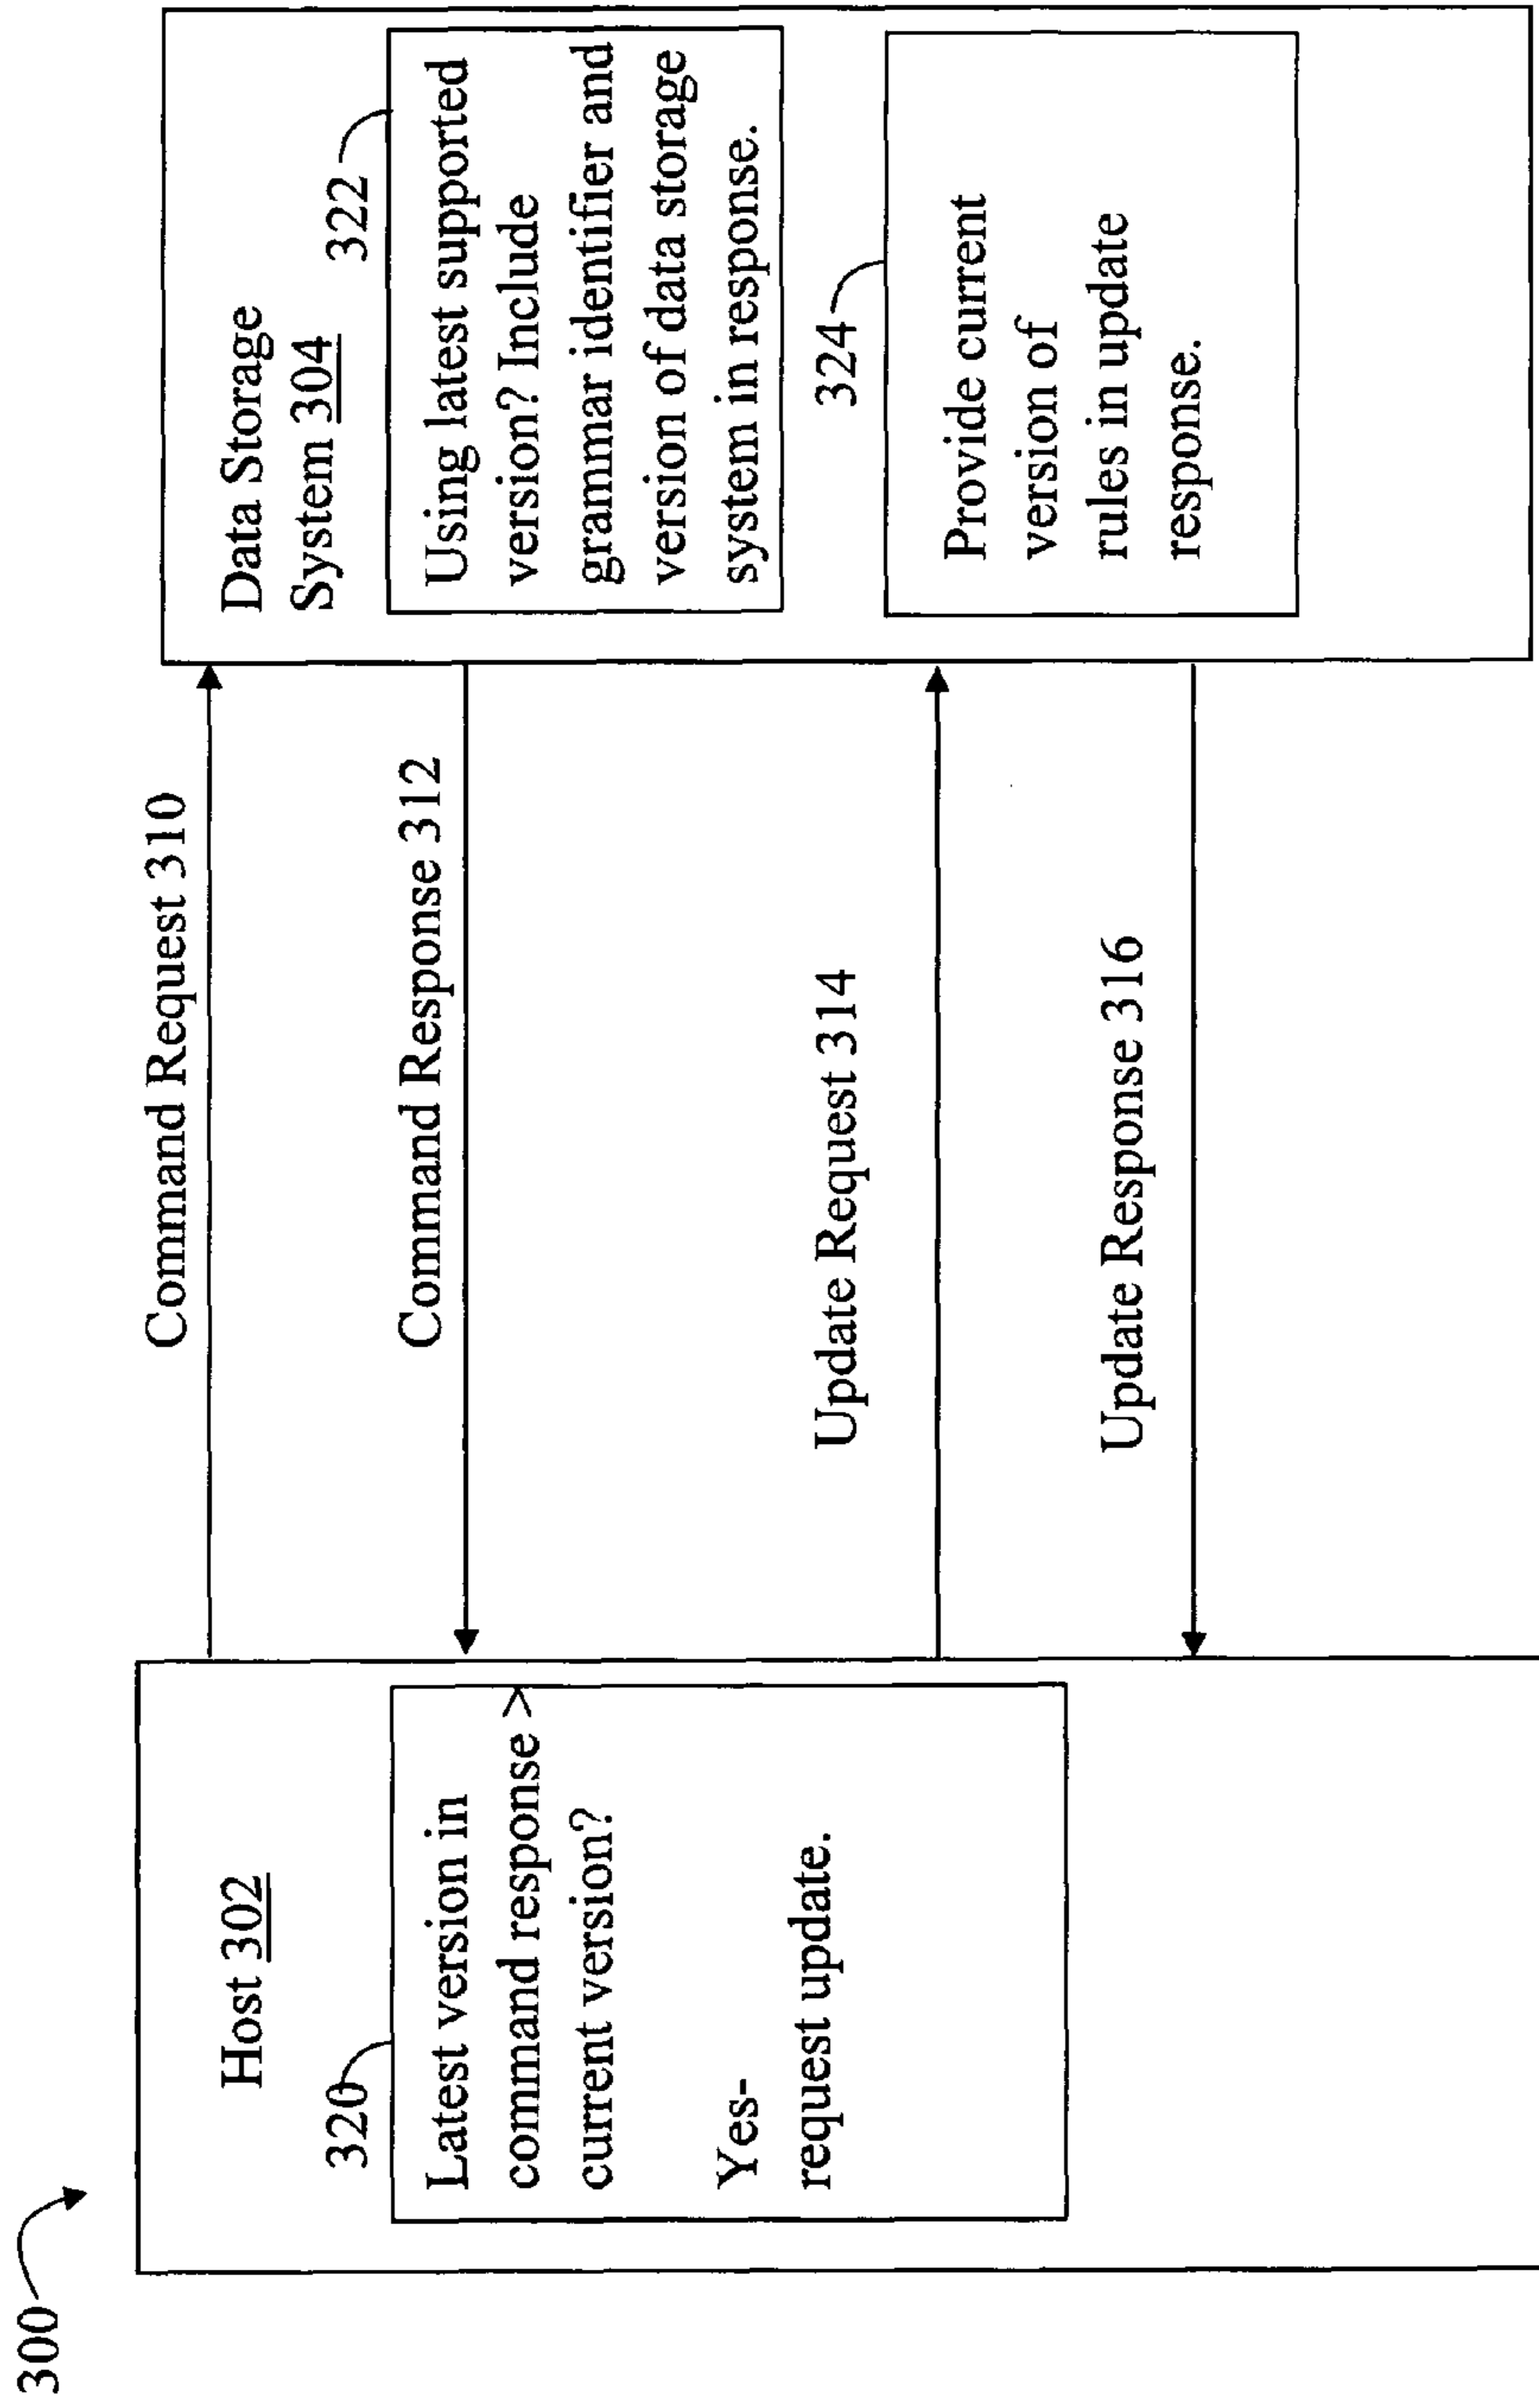 300
Host 302
320
Latest version in
command response >
current version?
Yes-
request update.
Command Request 310
Command Response 312
Update Request 314
Update Response 316
Data Storage
System 304
322
Using latest supported
version? Include
grammar identifier and
version of data storage
system in response.
324
Provide current
version of
rules in update
response.